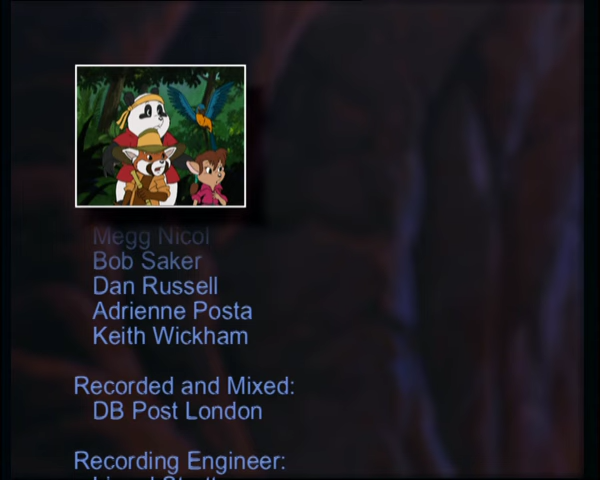 Megg Nicol
Bob Saker
Dan Russell
Adrienne Posta
Keith Wickham
Recorded and Mixed:
DB Post London
Recording Engineer: